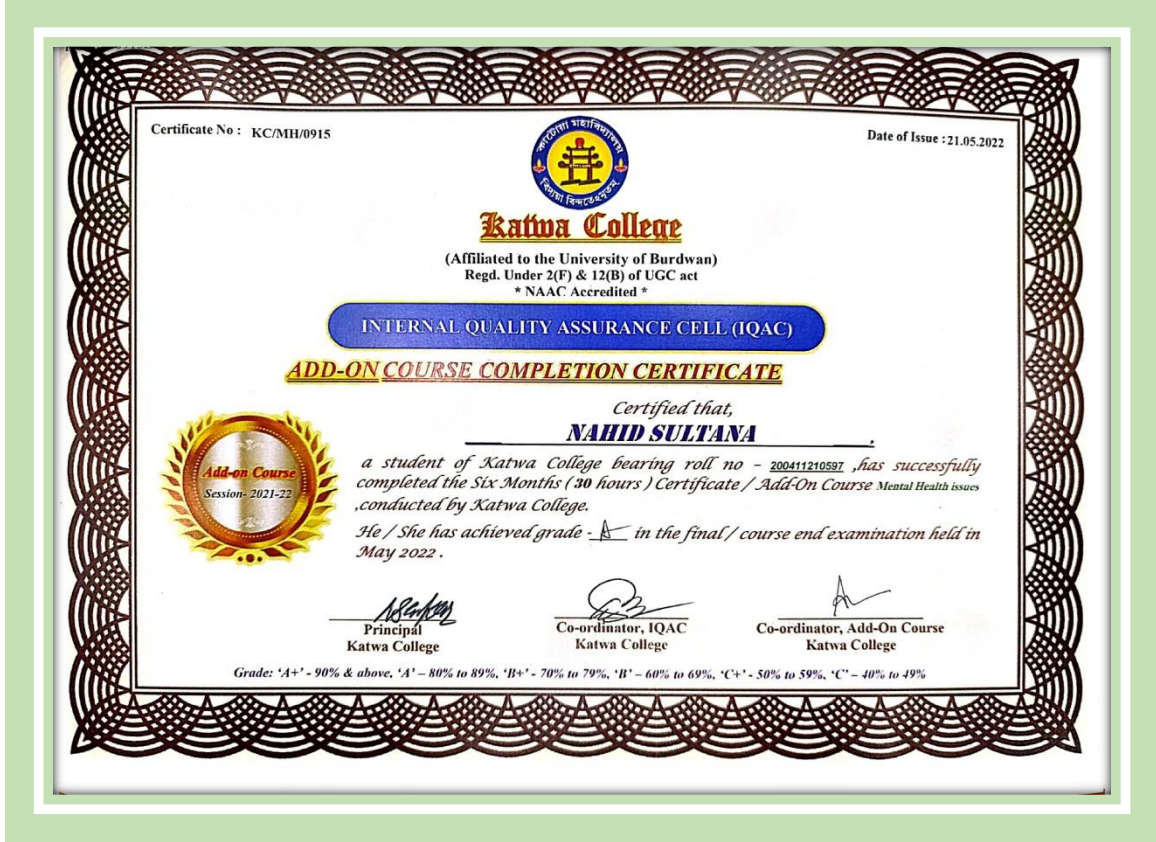 Certificate No : KC/MH/0915
Date of Issue :21.05.2022
কাটোয়া মহাবিদ্যালয়
বিদ্যয়া বিন্দতেঽমৃতম্
Katwa College
(Affiliated to the University of Burdwan)
Regd. Under 2(F) & 12(B) of UGC act
* NAAC Accredited *
INTERNAL QUALITY ASSURANCE CELL (IQAC)
ADD-ON COURSE COMPLETION CERTIFICATE
Certified that,
NAHID SULTANA .
Add-on Course
Session- 2021-22
a student of Katwa College bearing roll no - 200411210597 ,has successfully
completed the Six Months ( 30 hours ) Certificate / Add-On Course Mental Health issues
,conducted by Katwa College.
He / She has achieved grade - A in the final / course end examination held in
May 2022 .
Principal
Katwa College
Co-ordinator, IQAC
Katwa College
Co-ordinator, Add-On Course
Katwa College
Grade: ‘A+’ - 90% & above, ‘A’ – 80% to 89%, ‘B+’ - 70% to 79%, ‘B’ – 60% to 69%, ‘C+’ - 50% to 59%, ‘C’ – 40% to 49%